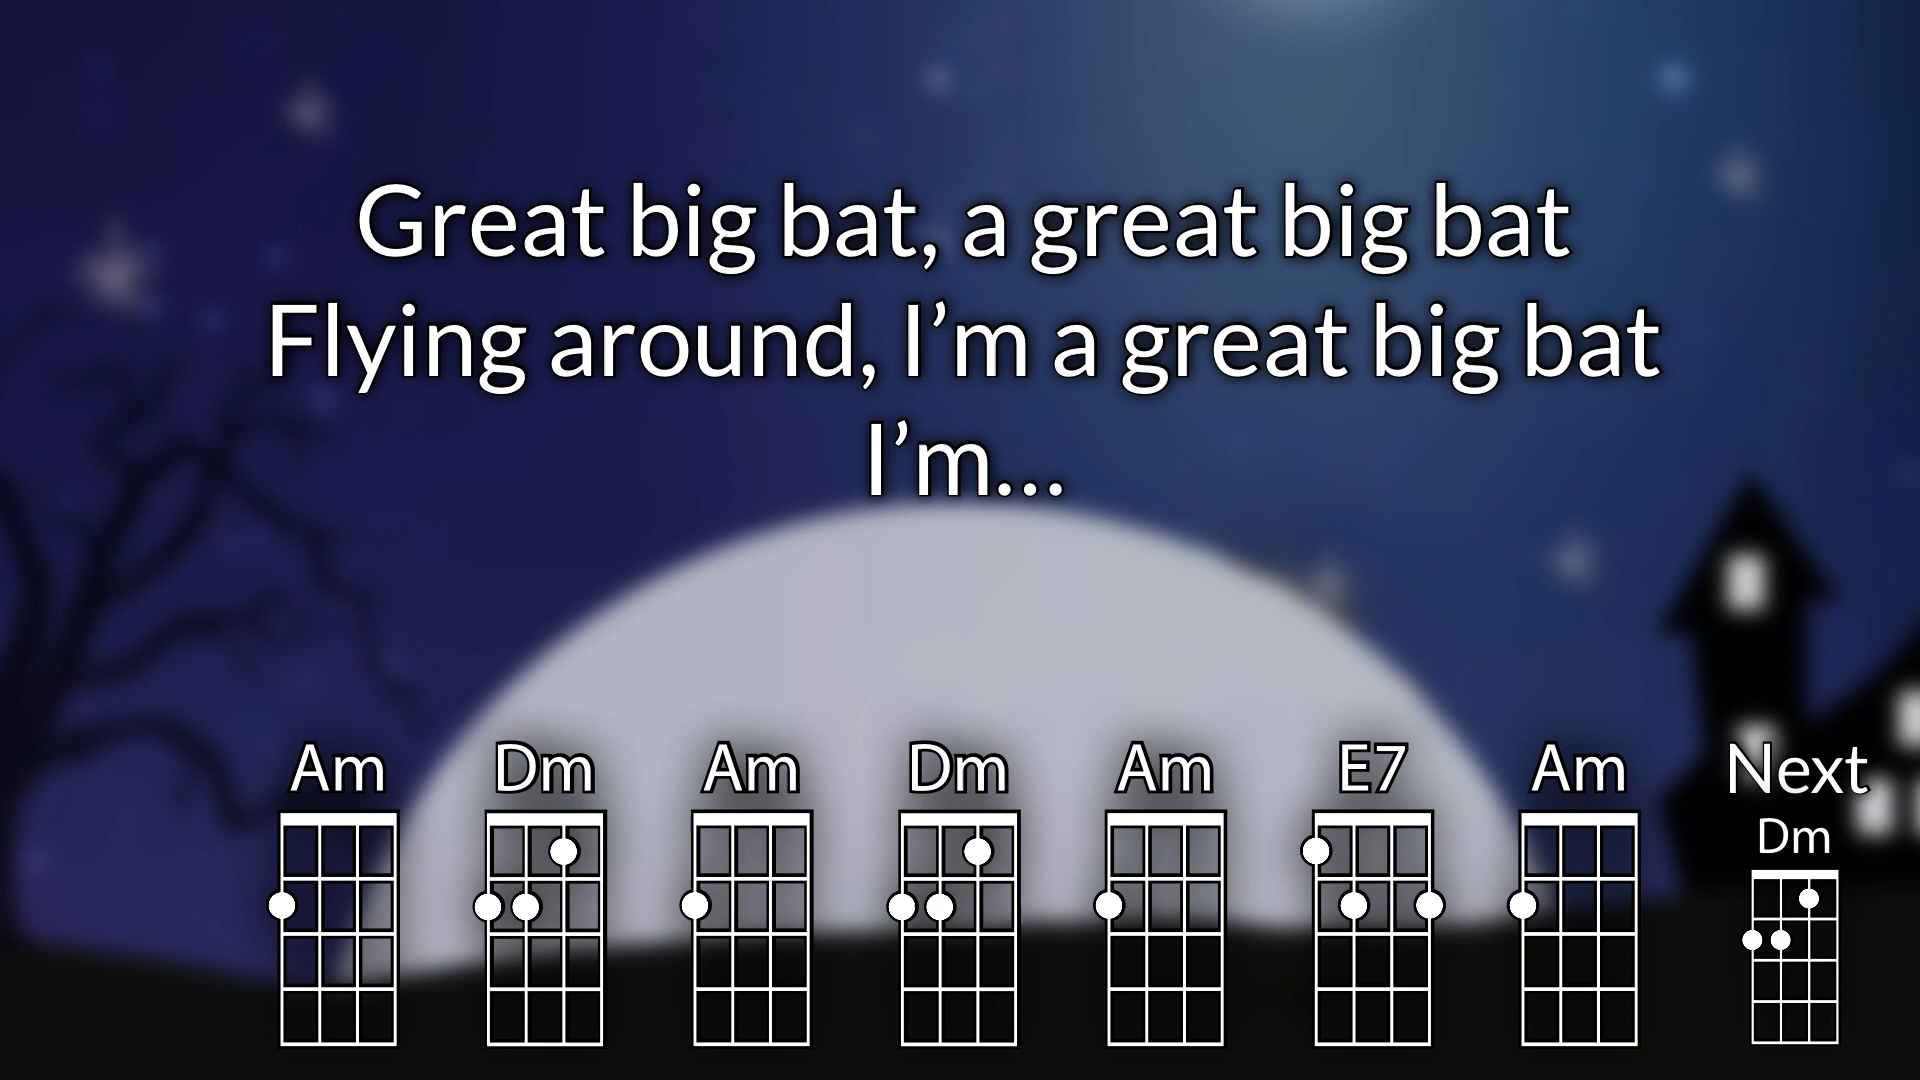 Great big bat, a great big bat
Flying around, I’m a great big bat
I’m...
Am Dm Am Dm Am E7 Am Next
Dm